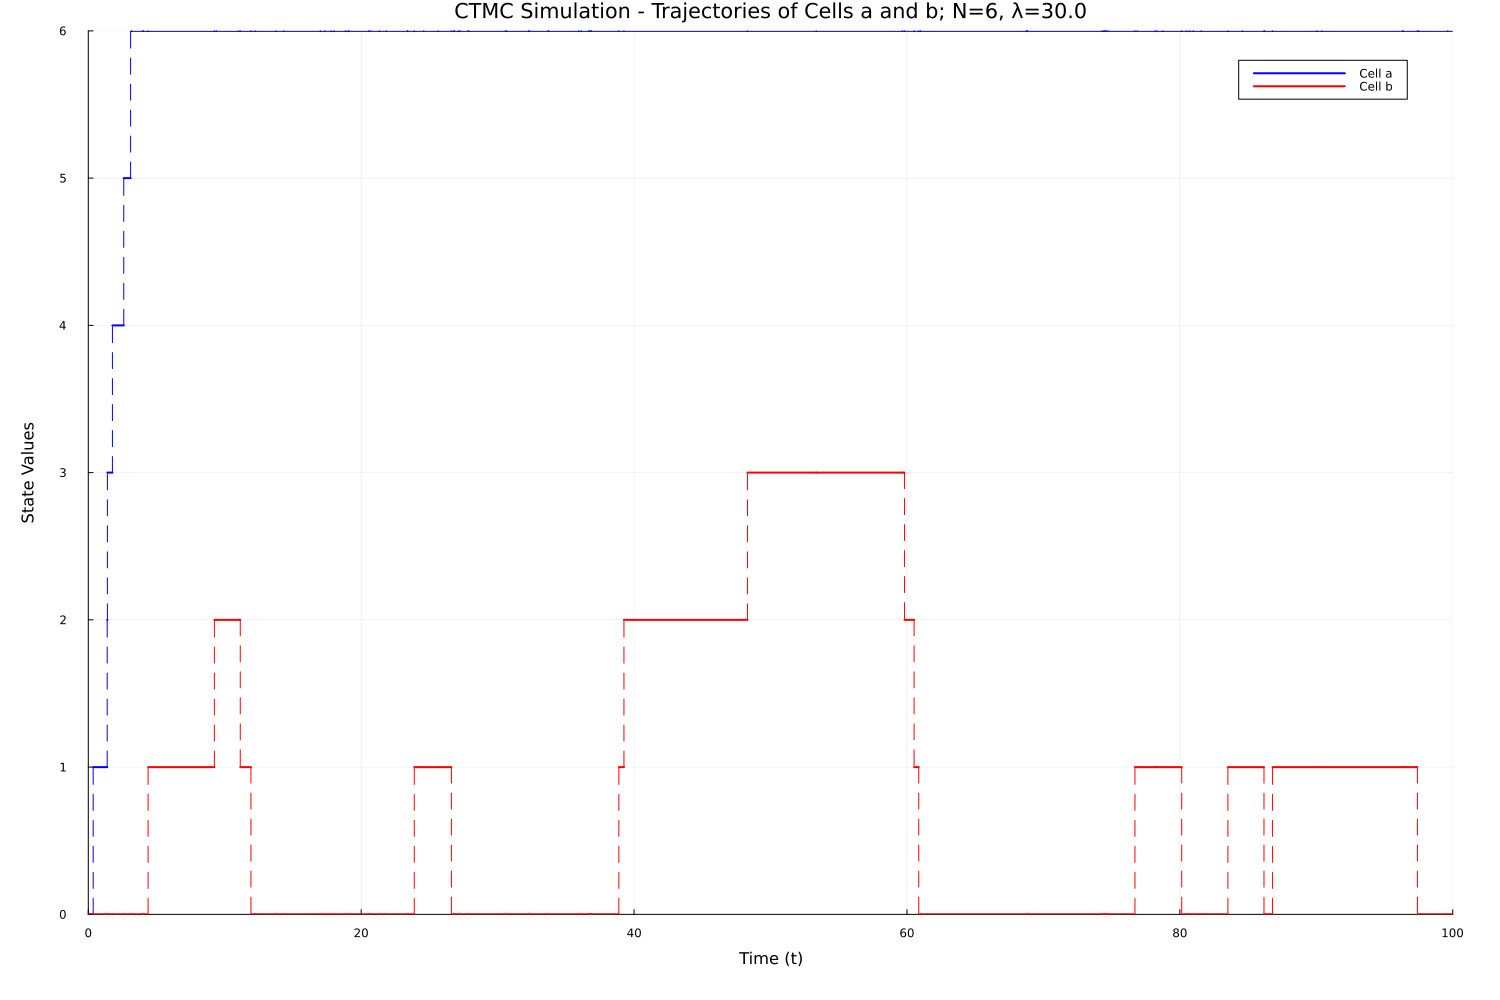 CTMC Simulation - Trajectories of Cells a and b; N=6, λ=30.0
Cell a
Cell b
State Values
6
5
4
3
2
1
0
0 20 40 60 80 100
Time (t)